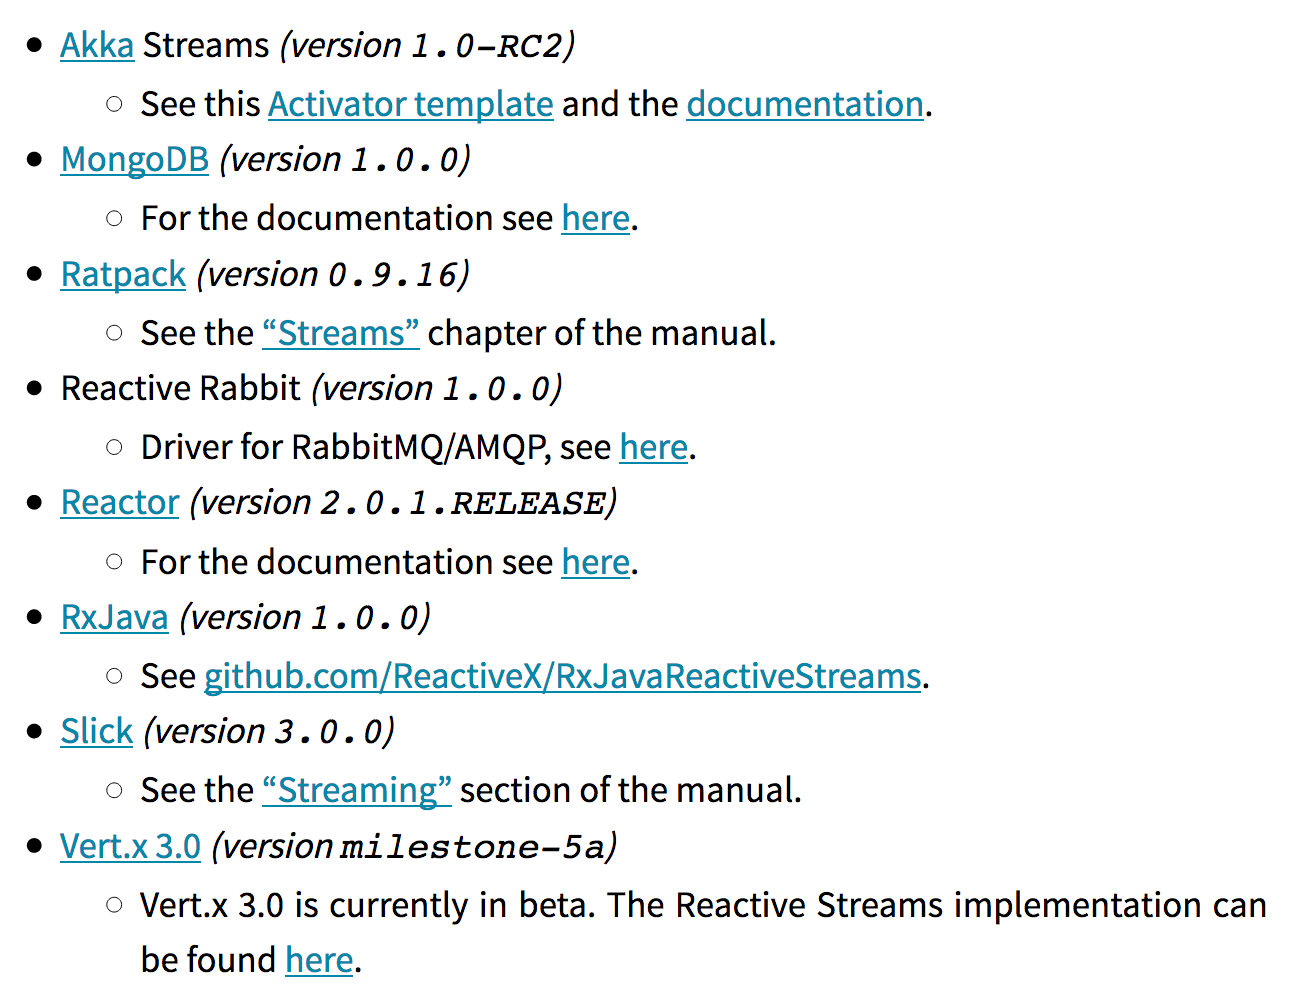 Akka Streams (version 1.0-RC2)
See this Activator template and the documentation.
MongoDB (version 1.0.0)
For the documentation see here.
Ratpack (version 0.9.16)
See the “Streams” chapter of the manual.
Reactive Rabbit (version 1.0.0)
Driver for RabbitMQ/AMQP, see here.
Reactor (version 2.0.1.RELEASE)
For the documentation see here.
RxJava (version 1.0.0)
See github.com/ReactiveX/RxJavaReactiveStreams.
Slick (version 3.0.0)
See the “Streaming” section of the manual.
Vert.x 3.0 (version milestone-5a)
Vert.x 3.0 is currently in beta. The Reactive Streams implementation can
be found here.